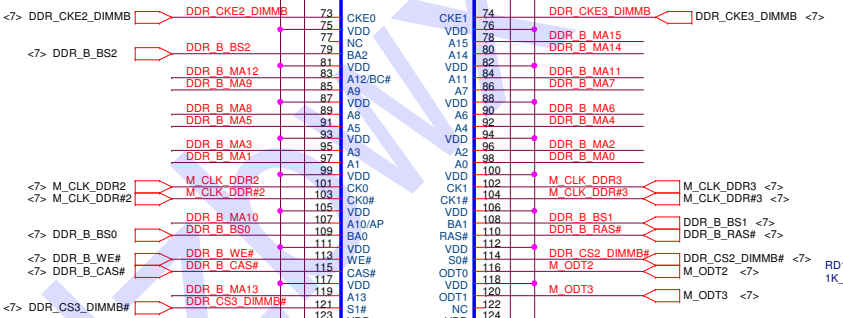 <7> DDR_CKE2_DIMMB DDR_CKE2_DIMMB 73 CKE0 CKE1 74 DDR_CKE3_DIMMB DDR_CKE3_DIMMB <7>
75 VDD VDD 76
77 NC A15 78 DDR_B_MA15
<7> DDR_B_BS2 DDR_B_BS2 79 BA2 A14 80 DDR_B_MA14
81 VDD VDD 82
DDR_B_MA12 83 A12/BC# A11 84 DDR_B_MA11
DDR_B_MA9 85 A9 A7 86 DDR_B_MA7
87 VDD VDD 88
DDR_B_MA8 89 A8 A6 90 DDR_B_MA6
DDR_B_MA5 91 A5 A4 92 DDR_B_MA4
93 VDD VDD 94
DDR_B_MA3 95 A3 A2 96 DDR_B_MA2
DDR_B_MA1 97 A1 A0 98 DDR_B_MA0
99 VDD VDD 100
<7> M_CLK_DDR2 M_CLK_DDR2 101 CK0 CK1 102 M_CLK_DDR3 M_CLK_DDR3 <7>
<7> M_CLK_DDR#2 M_CLK_DDR#2 103 CK0# CK1# 104 M_CLK_DDR#3 M_CLK_DDR#3 <7>
105 VDD VDD 106
DDR_B_MA10 107 A10/AP BA1 108 DDR_B_BS1 DDR_B_BS1 <7>
<7> DDR_B_BS0 DDR_B_BS0 109 BA0 RAS# 110 DDR_B_RAS# DDR_B_RAS# <7>
111 VDD VDD 112
<7> DDR_B_WE# DDR_B_WE# 113 WE# S0# 114 DDR_CS2_DIMMB# DDR_CS2_DIMMB# <7>
<7> DDR_B_CAS# DDR_B_CAS# 115 CAS# ODT0 116 M_ODT2 M_ODT2 <7>
117 VDD VDD 118
DDR_B_MA13 119 A13 ODT1 120 M_ODT3 M_ODT3 <7>
<7> DDR_CS3_DIMMB# DDR_CS3_DIMMB# 121 S1# NC 122
123 VDD VDD 124